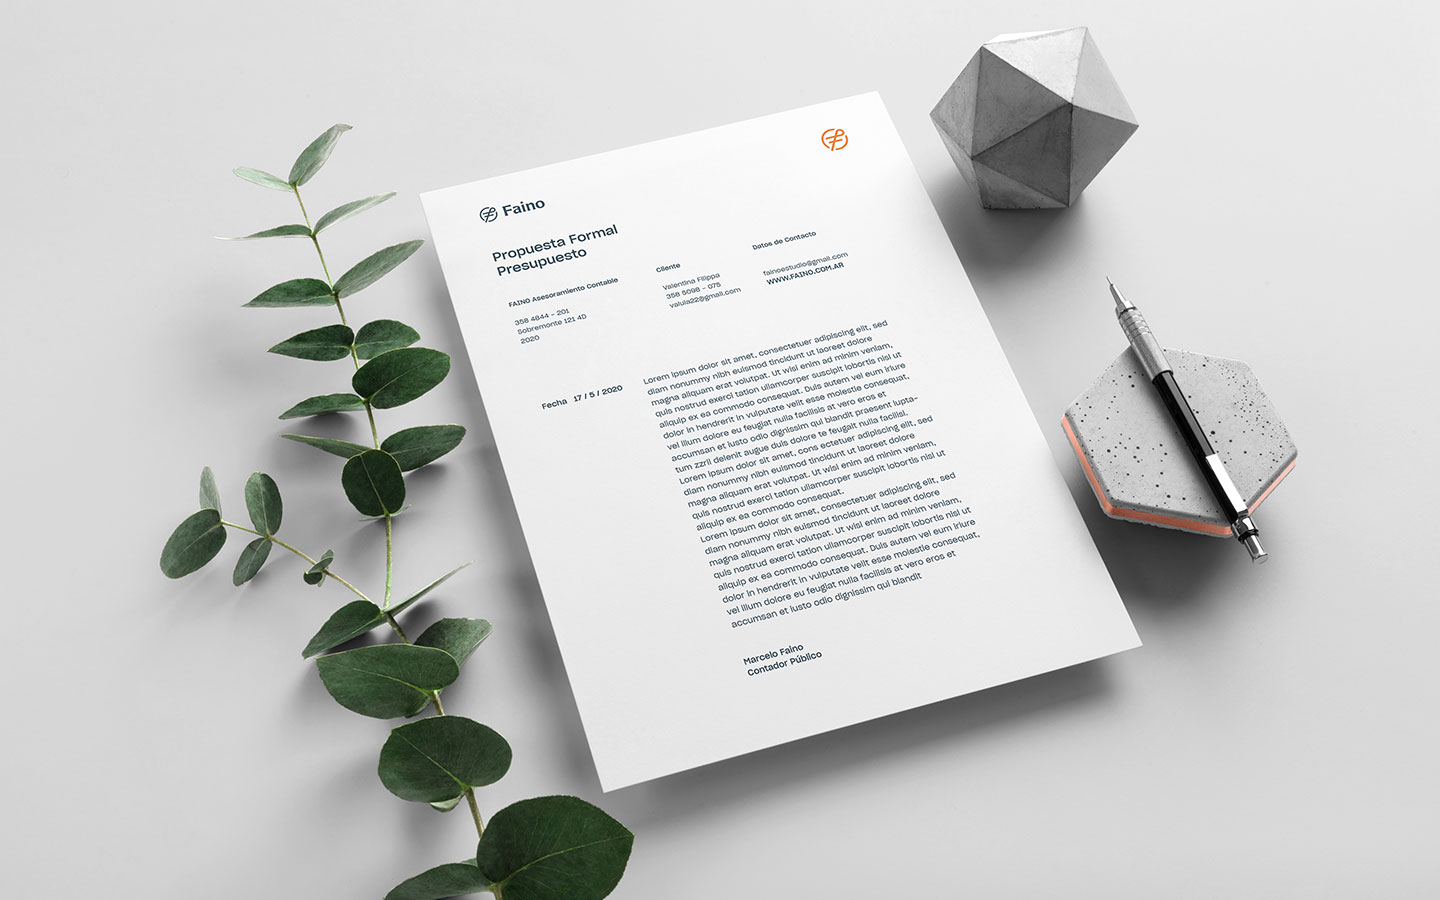 Faino
Propuesta Formal
Presupuesto
FAINO Asesoramiento Contable
358 4844 - 201
Sobremonte 121 4D
2020
Cliente
Valentina Filippa
358 5098 - 075
valula22@gmail.com
Datos de Contacto
fainoestudio@gmail.com
WWW.FAINO.COM.AR
Fecha 17 / 5 / 2020
Lorem ipsum dolor sit amet, consectetuer adipiscing elit, sed
diam nonummy nibh euismod tincidunt ut laoreet dolore
magna aliquam erat volutpat. Ut wisi enim ad minim veniam,
quis nostrud exerci tation ullamcorper suscipit lobortis nisl ut
aliquip ex ea commodo consequat. Duis autem vel eum iriure
dolor in hendrerit in vulputate velit esse molestie consequat,
vel illum dolore eu feugiat nulla facilisis at vero eros et
accumsan et iusto odio dignissim qui blandit praesent lupta-
tum zzril delenit augue duis dolore te feugait nulla facilisi.
Lorem ipsum dolor sit amet, cons ectetuer adipiscing elit, sed
diam nonummy nibh euismod tincidunt ut laoreet dolore
magna aliquam erat volutpat. Ut wisi enim ad minim veniam,
quis nostrud exerci tation ullamcorper suscipit lobortis nisl ut
aliquip ex ea commodo consequat.
Lorem ipsum dolor sit amet, consectetuer adipiscing elit, sed
diam nonummy nibh euismod tincidunt ut laoreet dolore
magna aliquam erat volutpat. Ut wisi enim ad minim veniam,
quis nostrud exerci tation ullamcorper suscipit lobortis nisl ut
aliquip ex ea commodo consequat. Duis autem vel eum iriure
dolor in hendrerit in vulputate velit esse molestie consequat,
vel illum dolore eu feugiat nulla facilisis at vero eros et
accumsan et iusto odio dignissim qui blandit
Marcelo Faino
Contador Público